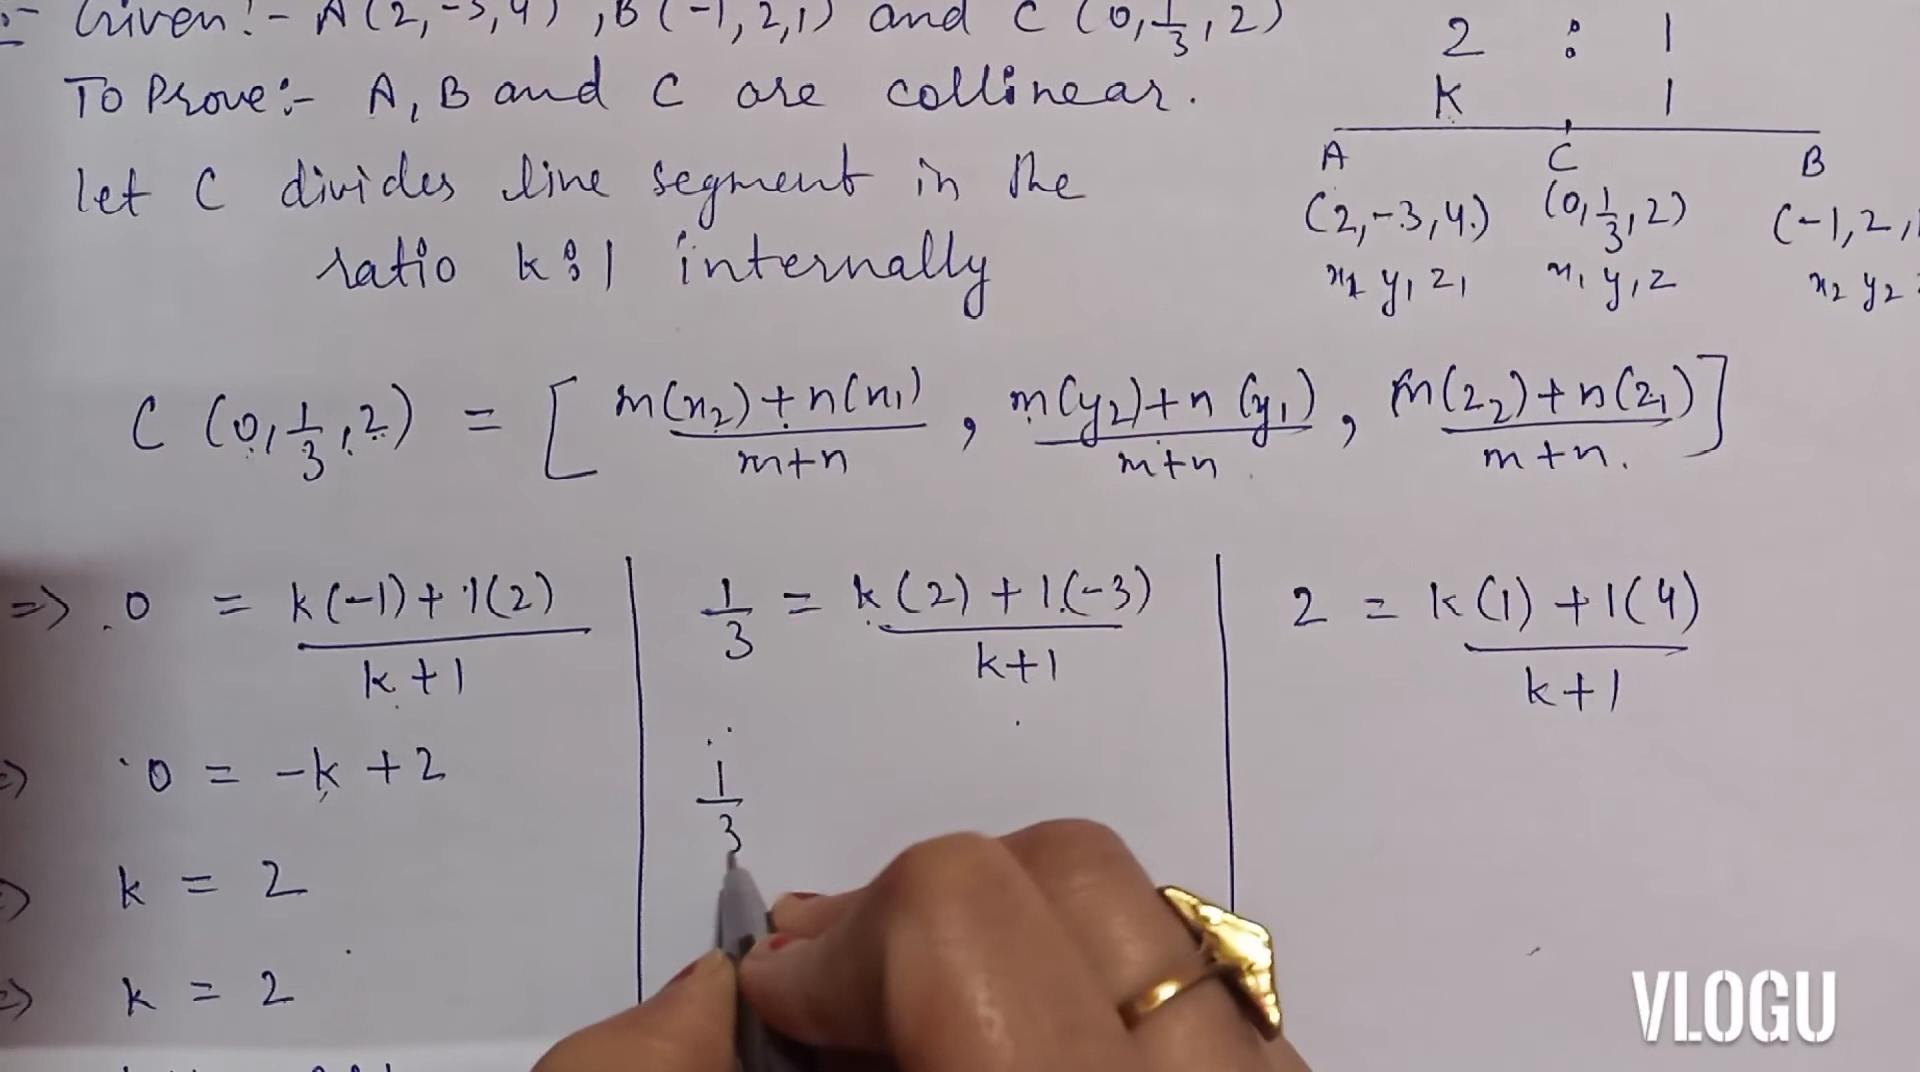 :- Given:- A(2,-3,4), B(-1,2,1) and C(0,1/3,2)
To Prove:- A, B and C are collinear.
let C divides line segment in the
ratio k:1 internally
2 : 1
k 1
A C B
(2,-3,4) (0,1/3,2) (-1,2,
x1 y1 z1 x, y, z x2 y2
C (0, 1/3, 2) = [ m(x2)+n(x1) / m+n , m(y2)+n(y1) / m+n , m(z2)+n(z1) / m+n ]
=> 0 = k(-1)+1(2) / k+1
=> 0 = -k+2
=> k = 2
=> k = 2
1/3 = k(2)+1(-3) / k+1
1/3
2 = k(1)+1(4) / k+1
VLOGU